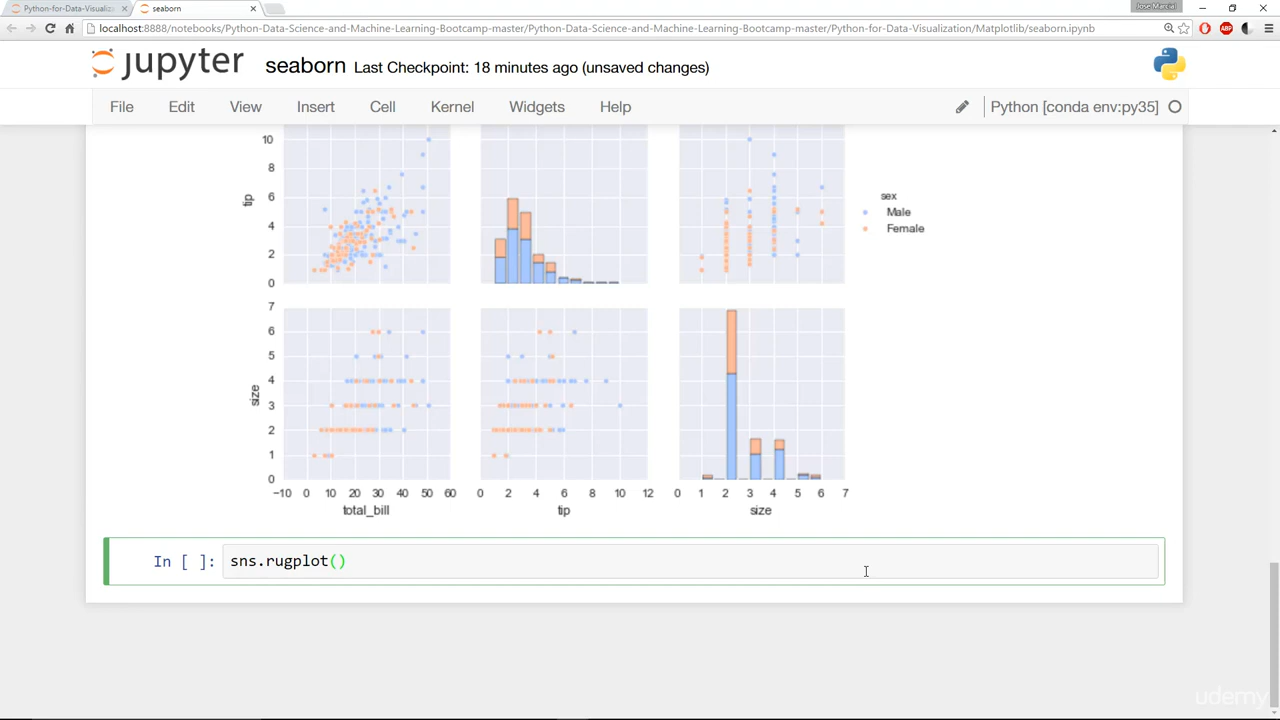 Python-for-Data-Visualiz
seaborn
Jose Marcial
localhost:8888/notebooks/Python-Data-Science-and-Machine-Learning-Bootcamp-master/Python-Data-Science-and-Machine-Learning-Bootcamp-master/Python-for-Data-Visualization/Matplotlib/seaborn.ipynb
jupyter seaborn Last Checkpoint: 18 minutes ago (unsaved changes)
File Edit View Insert Cell Kernel Widgets Help Python [conda env:py35]
10
8
6
4
2
0
tip
sex
Male
Female
7
6
5
4
3
2
1
0
size
−10 0 10 20 30 40 50 60
total_bill
0 2 4 6 8 10 12
tip
0 1 2 3 4 5 6 7
size
In [ ]: sns.rugplot()
udemy